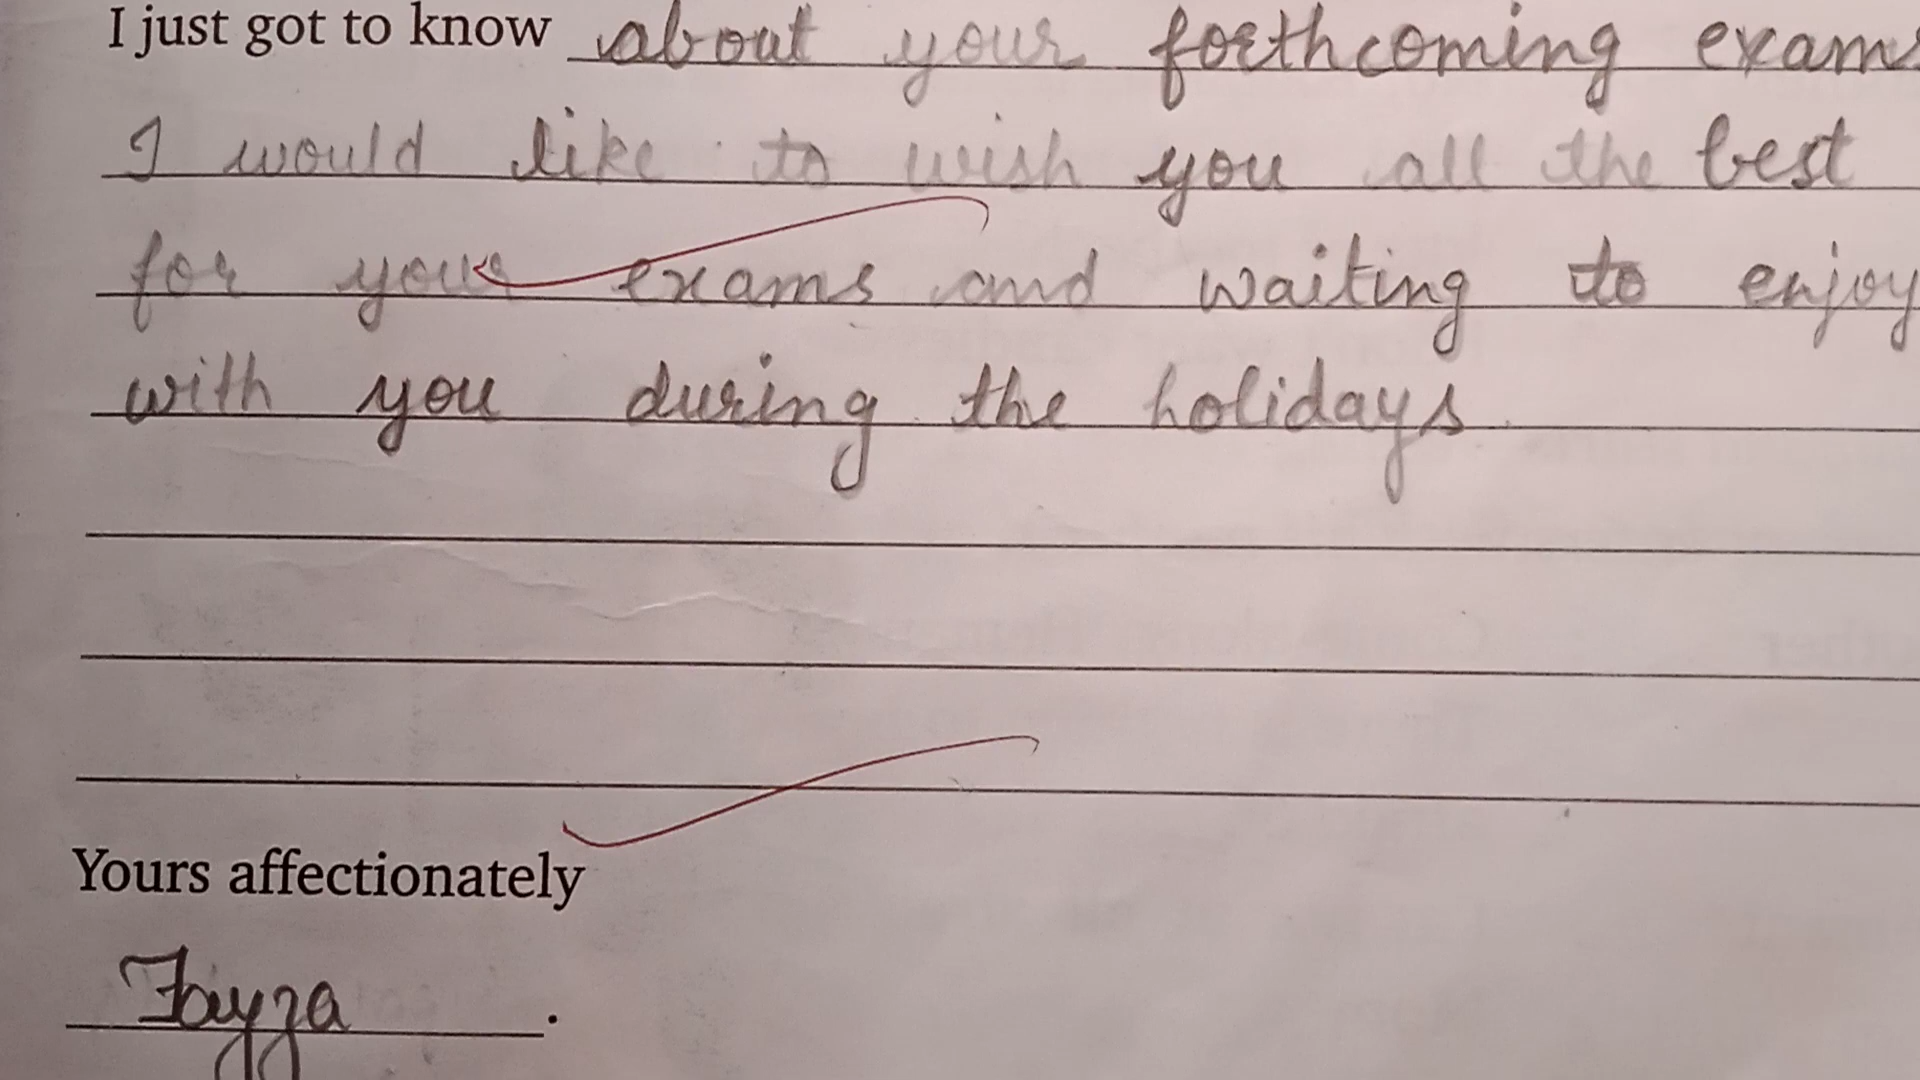 I just got to know about your forthcoming exams
I would like to wish you all the best
for your exams and waiting to enjoy
with you during the holidays
Yours affectionately
Fayza.